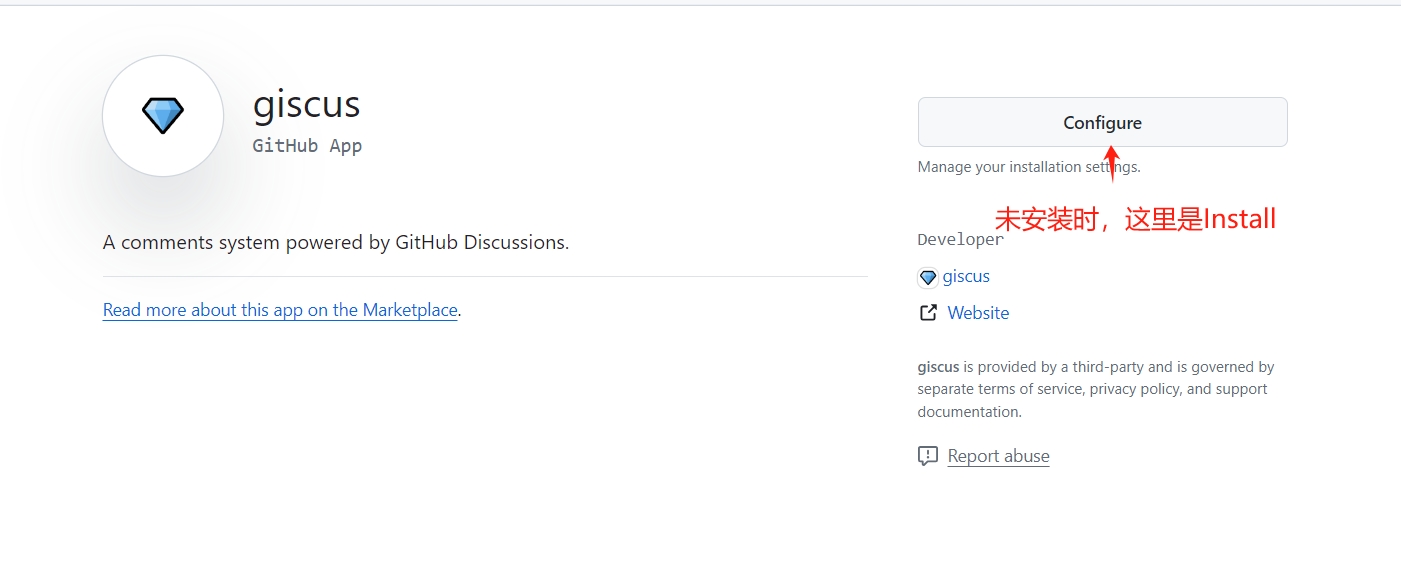 giscus
GitHub App
A comments system powered by GitHub Discussions.
Read more about this app on the Marketplace.
Configure
Manage your installation settings.
未安装时，这里是Install
Developer
giscus
Website
giscus is provided by a third-party and is governed by
separate terms of service, privacy policy, and support
documentation.
Report abuse